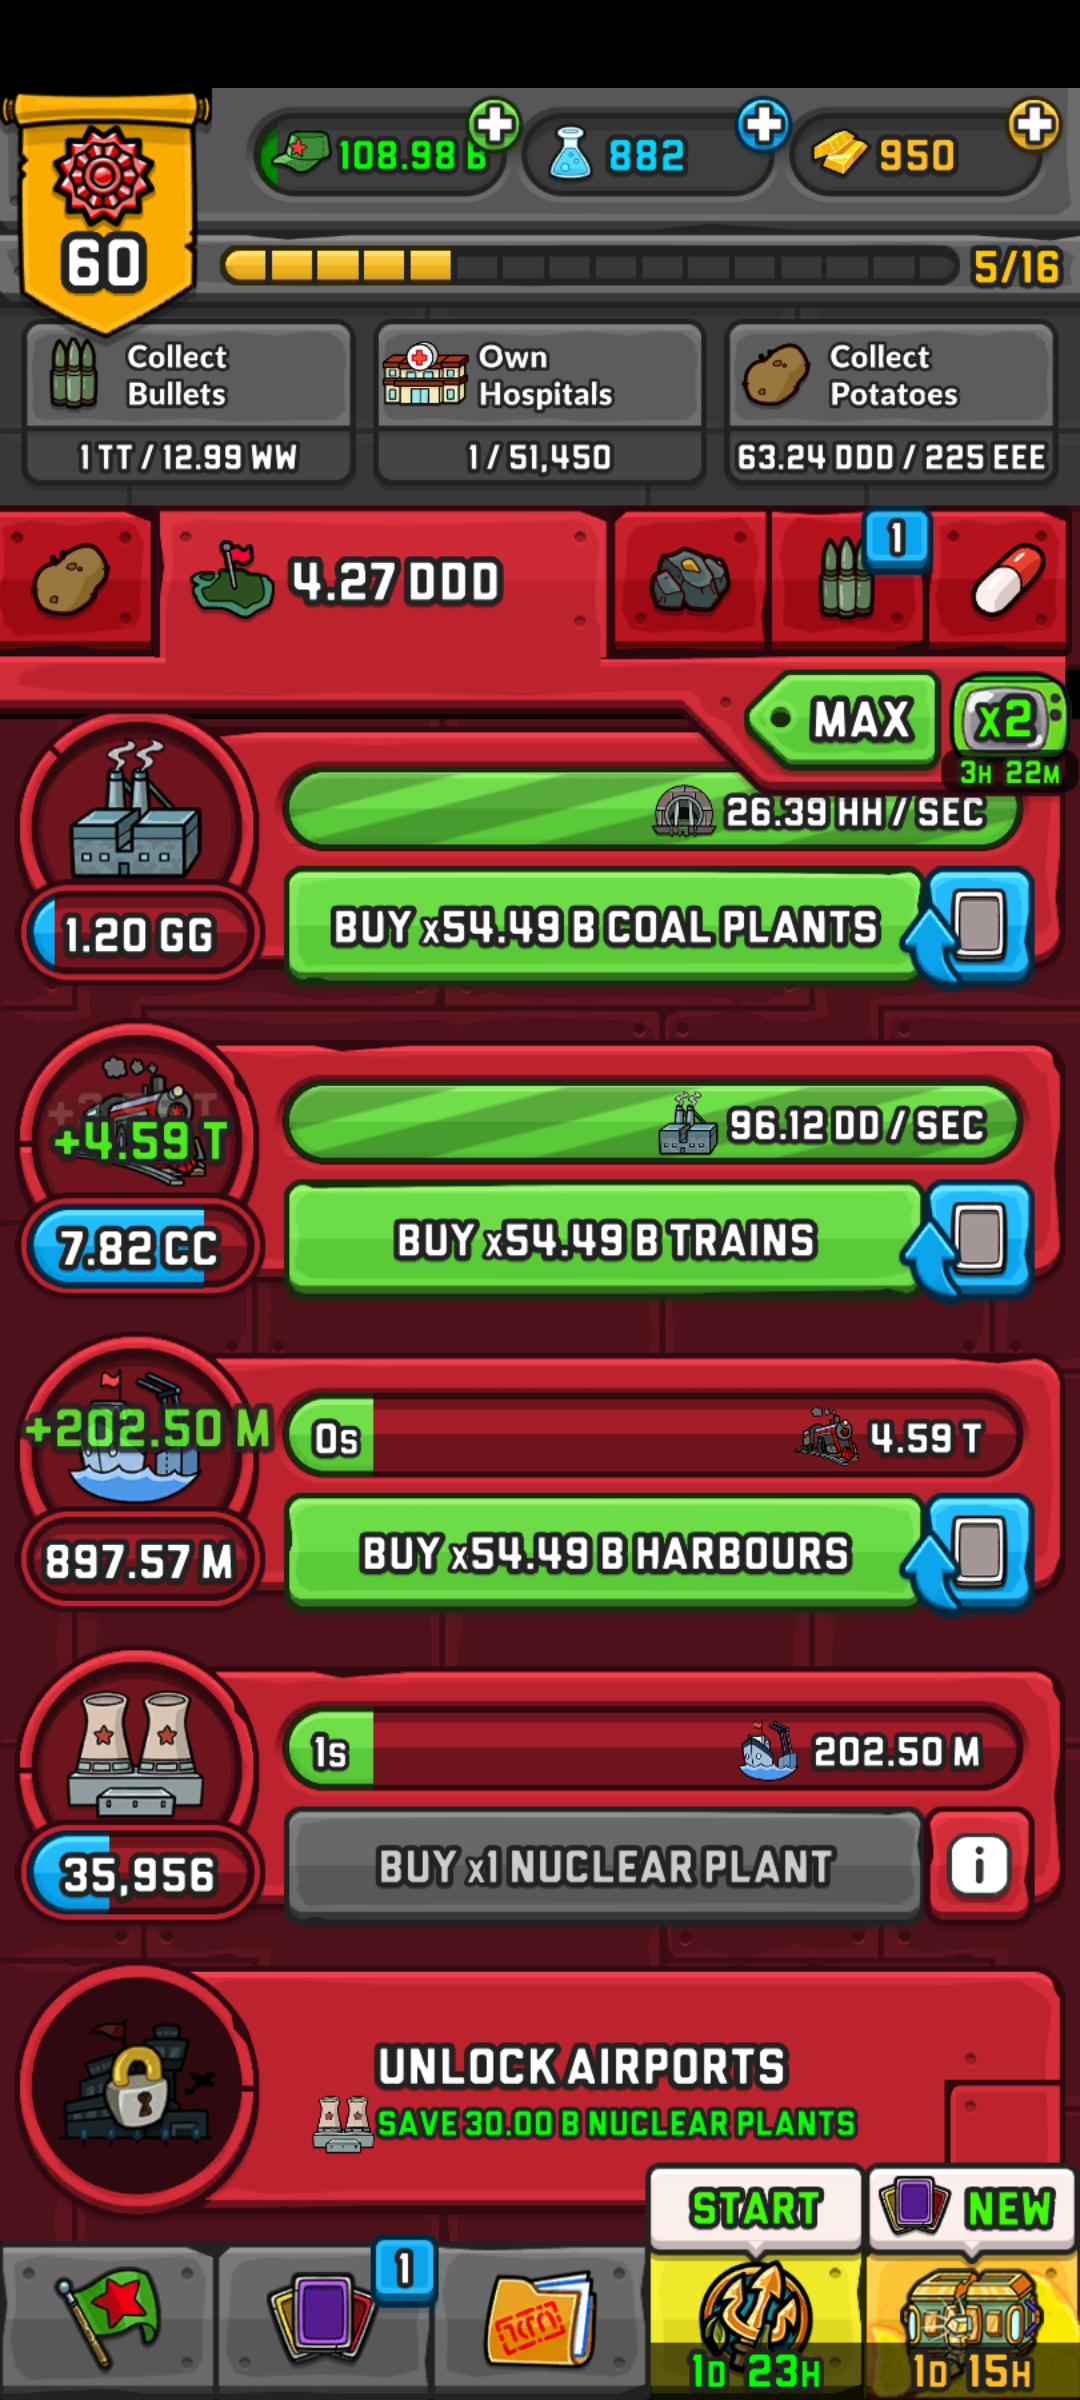 108.98 B
882
950
60
5/16
Collect
Bullets
1 TT / 12.99 WW
Own
Hospitals
1 / 51,450
Collect
Potatoes
63.24 DDD / 225 EEE
4.27 DDD
1
MAX
x2
3H 22M
26.39 HH / SEC
1.20 GG
BUY x54.49 B COAL PLANTS
+4.59 T
96.12 DD / SEC
7.82 CC
BUY x54.49 B TRAINS
+202.50 M
0s
4.59 T
897.57 M
BUY x54.49 B HARBOURS
1s
202.50 M
35,956
BUY x1 NUCLEAR PLANT
i
UNLOCK AIRPORTS
SAVE 30.00 B NUCLEAR PLANTS
START
NEW
1
1D 23H
1D 15H